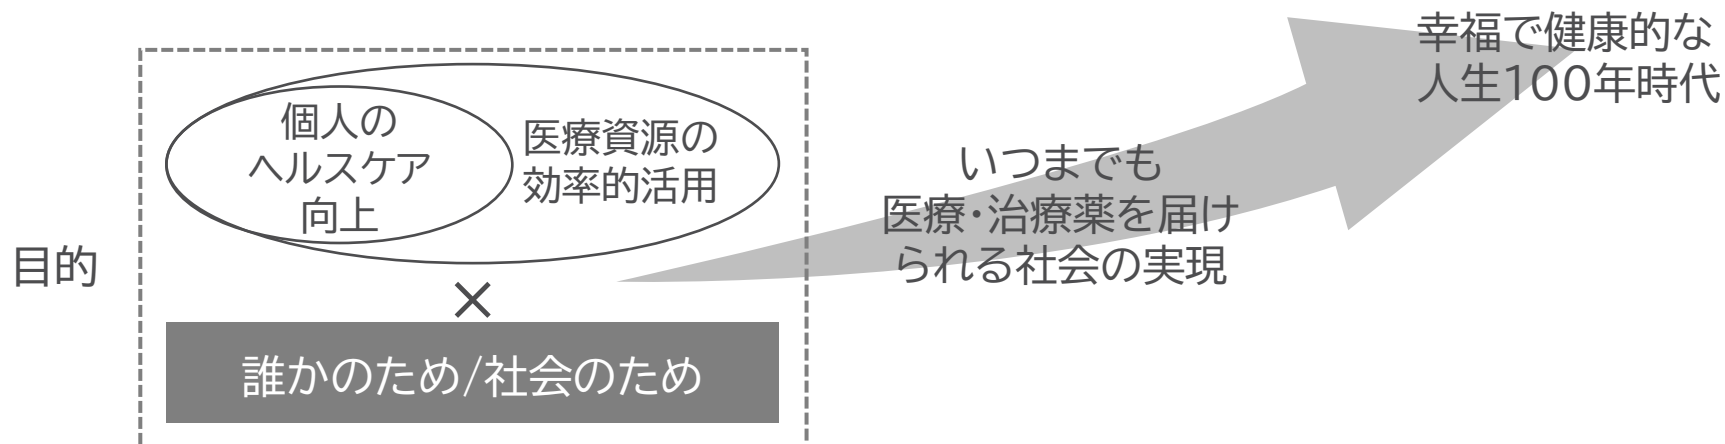 幸福で健康的な
人生100年時代
個人の
ヘルスケア
向上
医療資源の
効率的活用
いつまでも
医療・治療薬を届け
られる社会の実現
目的
×
誰かのため/社会のため